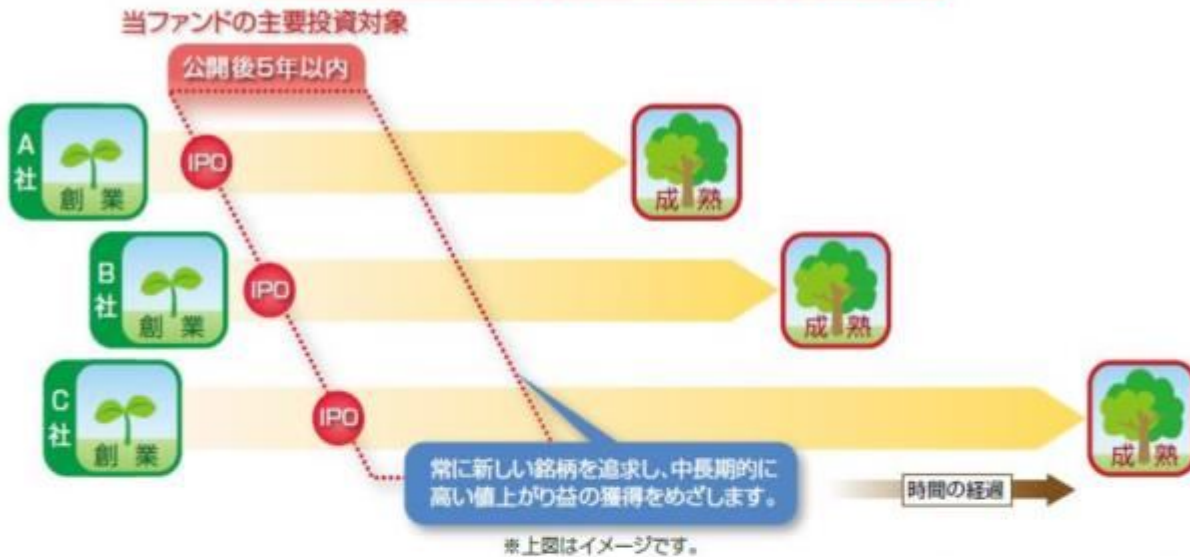 当ファンドの主要投資対象
公開後5年以内
A社
創業
IPO
成熟
B社
創業
IPO
成熟
C社
創業
IPO
成熟
常に新しい銘柄を追求し、中長期的に
高い値上がり益の獲得をめざします。
時間の経過
※上図はイメージです。